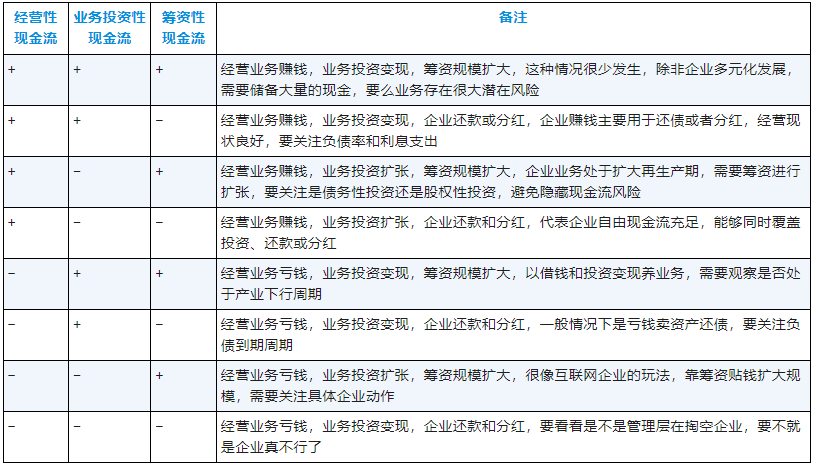 经营性 业务投资性 筹资性 备注
现金流 现金流 现金流
+ + + 经营业务赚钱，业务投资变现，筹资规模扩大，这种情况很少发生，除非企业多元化发展，
需要储备大量的现金，要么业务存在很大潜在风险
+ + − 经营业务赚钱，业务投资变现，企业还款或分红，企业赚钱主要用于还债或者分红，经营现
状良好，要关注负债率和利息支出
+ − + 经营业务赚钱，业务投资扩张，筹资规模扩大，企业业务处于扩大再生产期，需要筹资进行
扩张，要关注是债务性投资还是股权性投资，避免隐藏现金流风险
+ − − 经营业务赚钱，业务投资扩张，企业还款和分红，代表企业自由现金流充足，能够同时覆盖
投资、还款或分红
− + + 经营业务亏钱，业务投资变现，筹资规模扩大，以借钱和投资变现养业务，需要观察是否处
于产业下行周期
− + − 经营业务亏钱，业务投资变现，企业还款和分红，一般情况下是亏钱卖资产还债，要关注负
债到期周期
− − + 经营业务亏钱，业务投资扩张，筹资规模扩大，很像互联网企业的玩法，靠筹资贴钱扩大规
模，需要关注具体企业动作
− − − 经营业务亏钱，业务投资变现，企业还款和分红，要看看是不是管理层在掏空企业，要不就
是企业真不行了